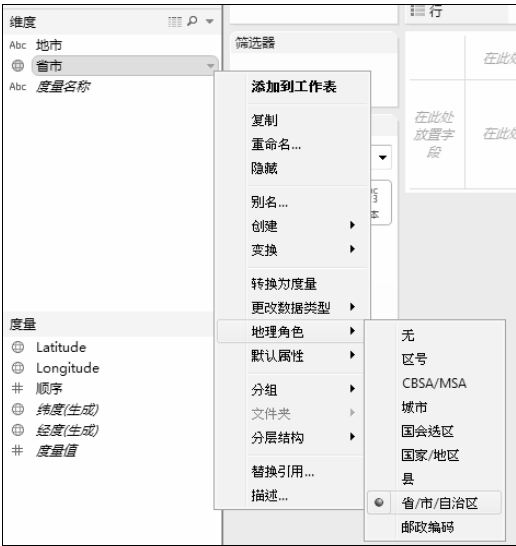 维度
Abc 地市
省市
Abc 度量名称
度量
Latitude
Longitude
# 顺序
纬度(生成)
经度(生成)
# 度量值
筛选器
行
在此处
放置字
段
在此处
在此处
添加到工作表
复制
重命名...
隐藏
别名...
创建
变换
转换为度量
更改数据类型
地理角色
默认属性
分组
文件夹
分层结构
替换引用...
描述...
无
区号
CBSA/MSA
城市
国会选区
国家/地区
县
省/市/自治区
邮政编码